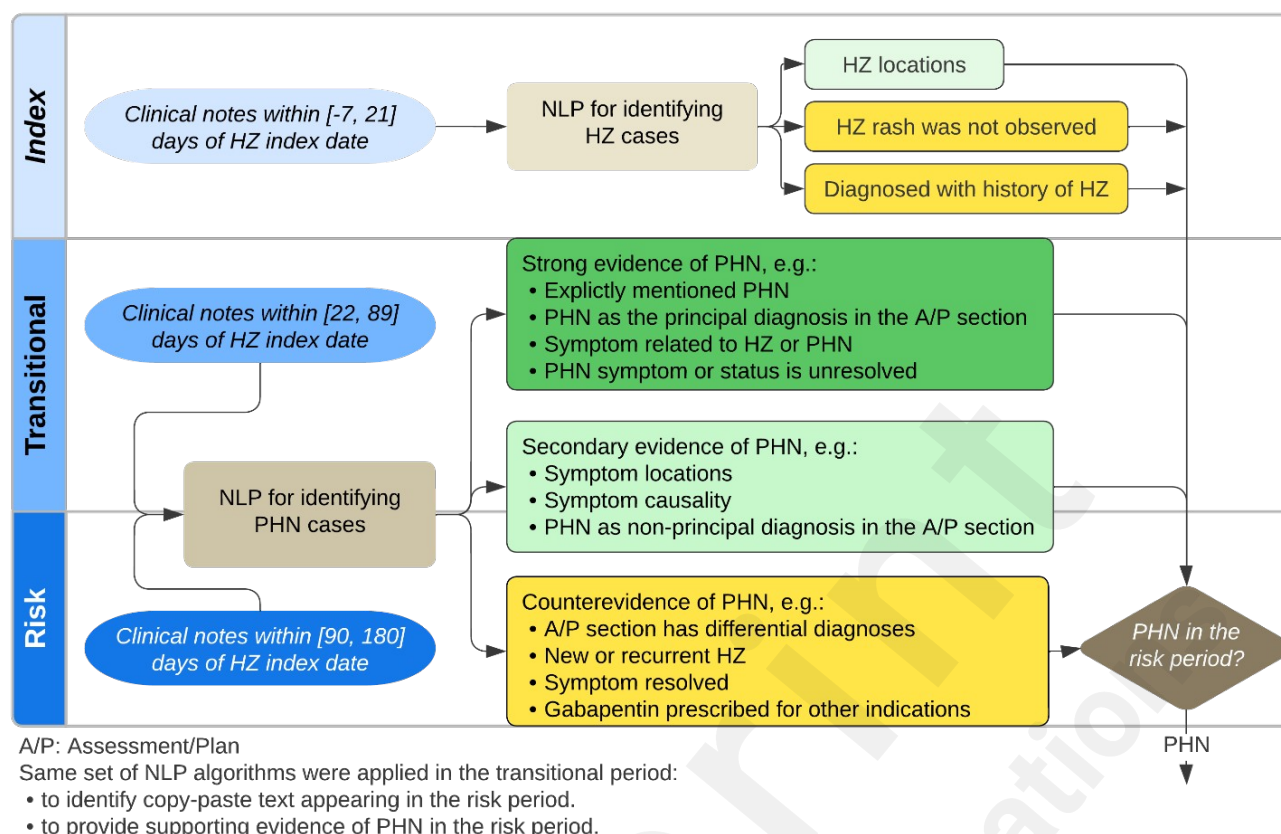 Index
Clinical notes within [-7, 21]
days of HZ index date
NLP for identifying
HZ cases
HZ locations
HZ rash was not observed
Diagnosed with history of HZ
Transitional
Clinical notes within [22, 89]
days of HZ index date
Strong evidence of PHN, e.g.:
• Explictly mentioned PHN
• PHN as the principal diagnosis in the A/P section
• Symptom related to HZ or PHN
• PHN symptom or status is unresolved
NLP for identifying
PHN cases
Secondary evidence of PHN, e.g.:
• Symptom locations
• Symptom causality
• PHN as non-principal diagnosis in the A/P section
Risk
Clinical notes within [90, 180]
days of HZ index date
Counterevidence of PHN, e.g.:
• A/P section has differential diagnoses
• New or recurrent HZ
• Symptom resolved
• Gabapentin prescribed for other indications
PHN in the
risk period?
PHN
A/P: Assessment/Plan
Same set of NLP algorithms were applied in the transitional period:
• to identify copy-paste text appearing in the risk period.
• to provide supporting evidence of PHN in the risk period.